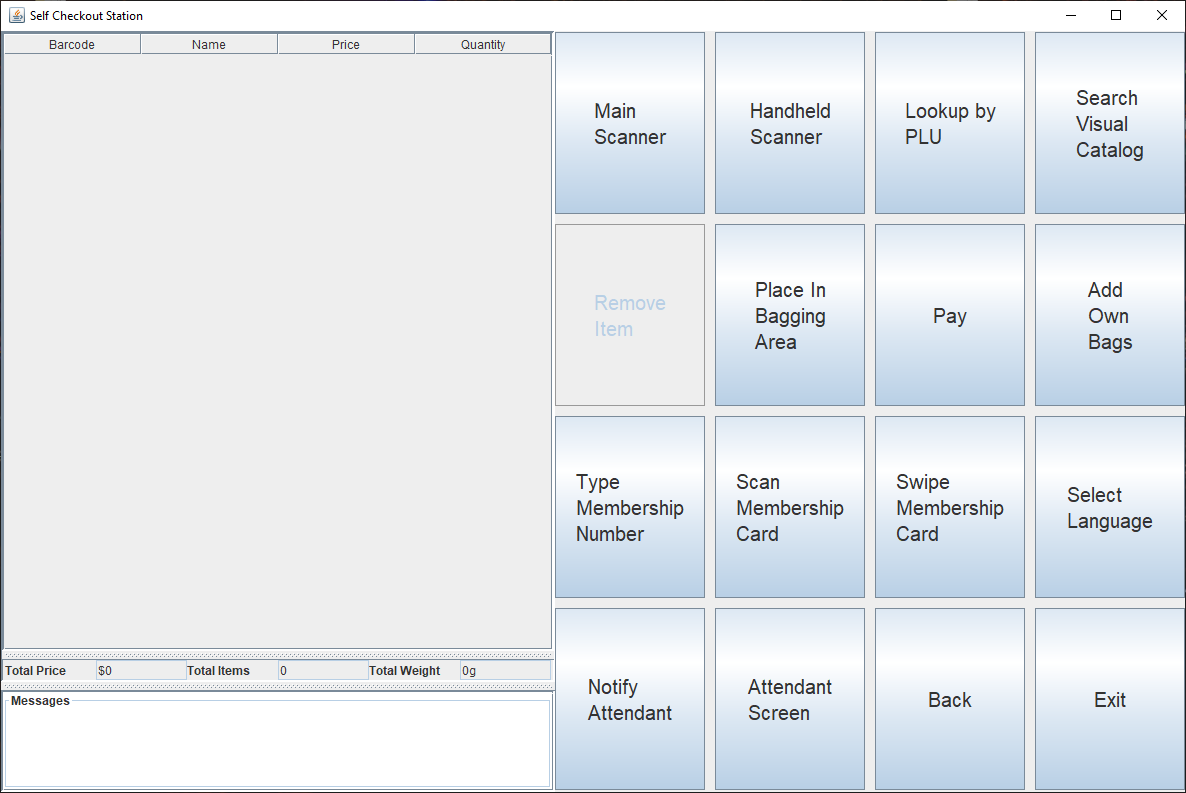 Self Checkout Station
Barcode Name Price Quantity
Main
Scanner
Handheld
Scanner
Lookup by
PLU
Search
Visual
Catalog
Remove
Item
Place In
Bagging
Area
Pay
Add
Own
Bags
Type
Membership
Number
Scan
Membership
Card
Swipe
Membership
Card
Select
Language
Total Price $0 Total Items 0 Total Weight 0g
Messages
Notify
Attendant
Attendant
Screen
Back
Exit